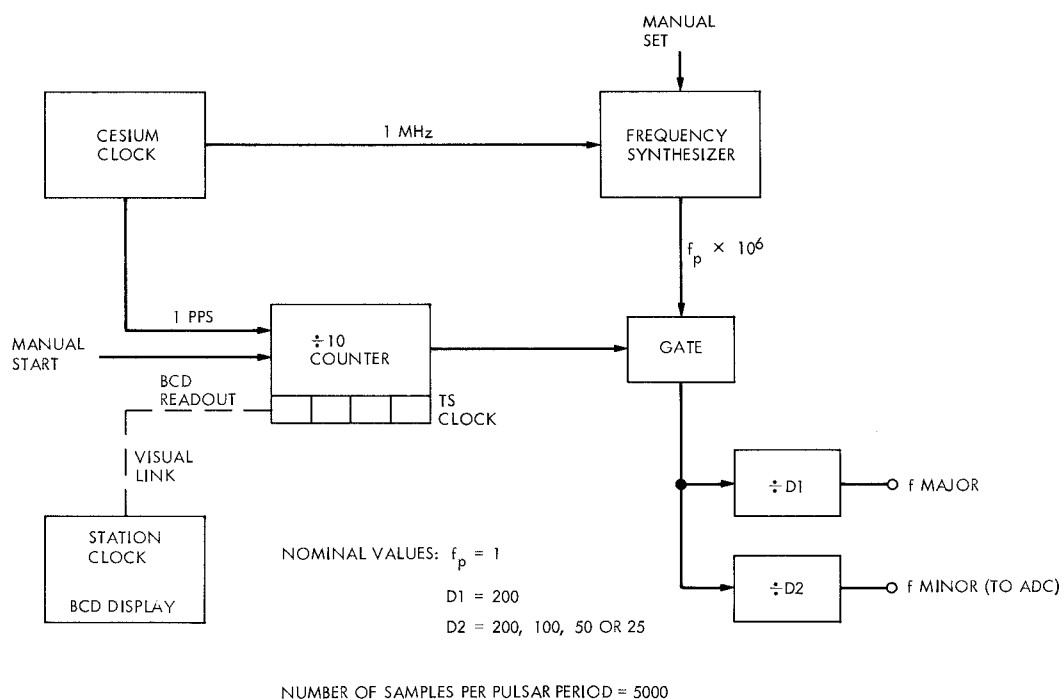 MANUAL
SET
CESIUM
CLOCK
1 MHz
FREQUENCY
SYNTHESIZER
f_p × 10⁶
1 PPS
MANUAL
START
÷10
COUNTER
GATE
BCD
READOUT
TS
CLOCK
VISUAL
LINK
÷D1
f MAJOR
STATION
CLOCK
BCD DISPLAY
NOMINAL VALUES: f_p = 1
D1 = 200
D2 = 200, 100, 50 OR 25
÷D2
f MINOR (TO ADC)
NUMBER OF SAMPLES PER PULSAR PERIOD = 5000